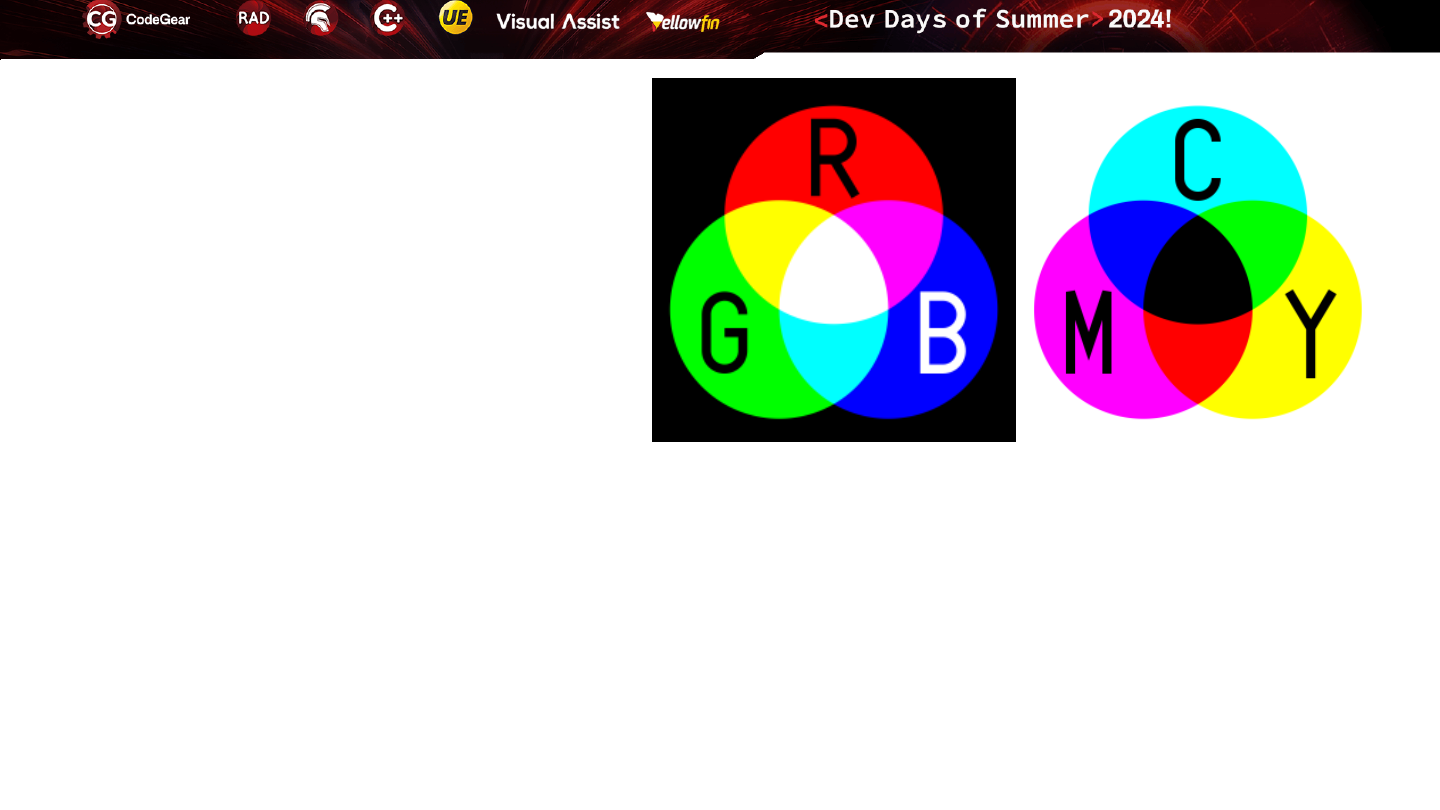 CG CodeGear RAD C++ UE Visual Assist Yellowfin <Dev Days of Summer> 2024!
R
G B
C
M Y